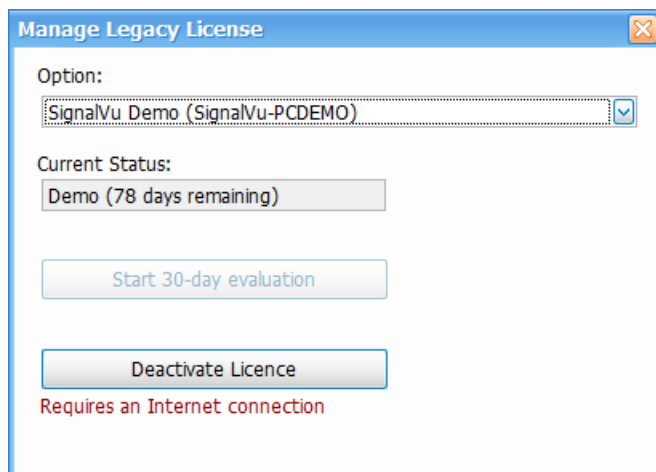 Manage Legacy License
Option:
SignalVu Demo (SignalVu-PCDEMO)
Current Status:
Demo (78 days remaining)
Start 30-day evaluation
Deactivate Licence
Requires an Internet connection